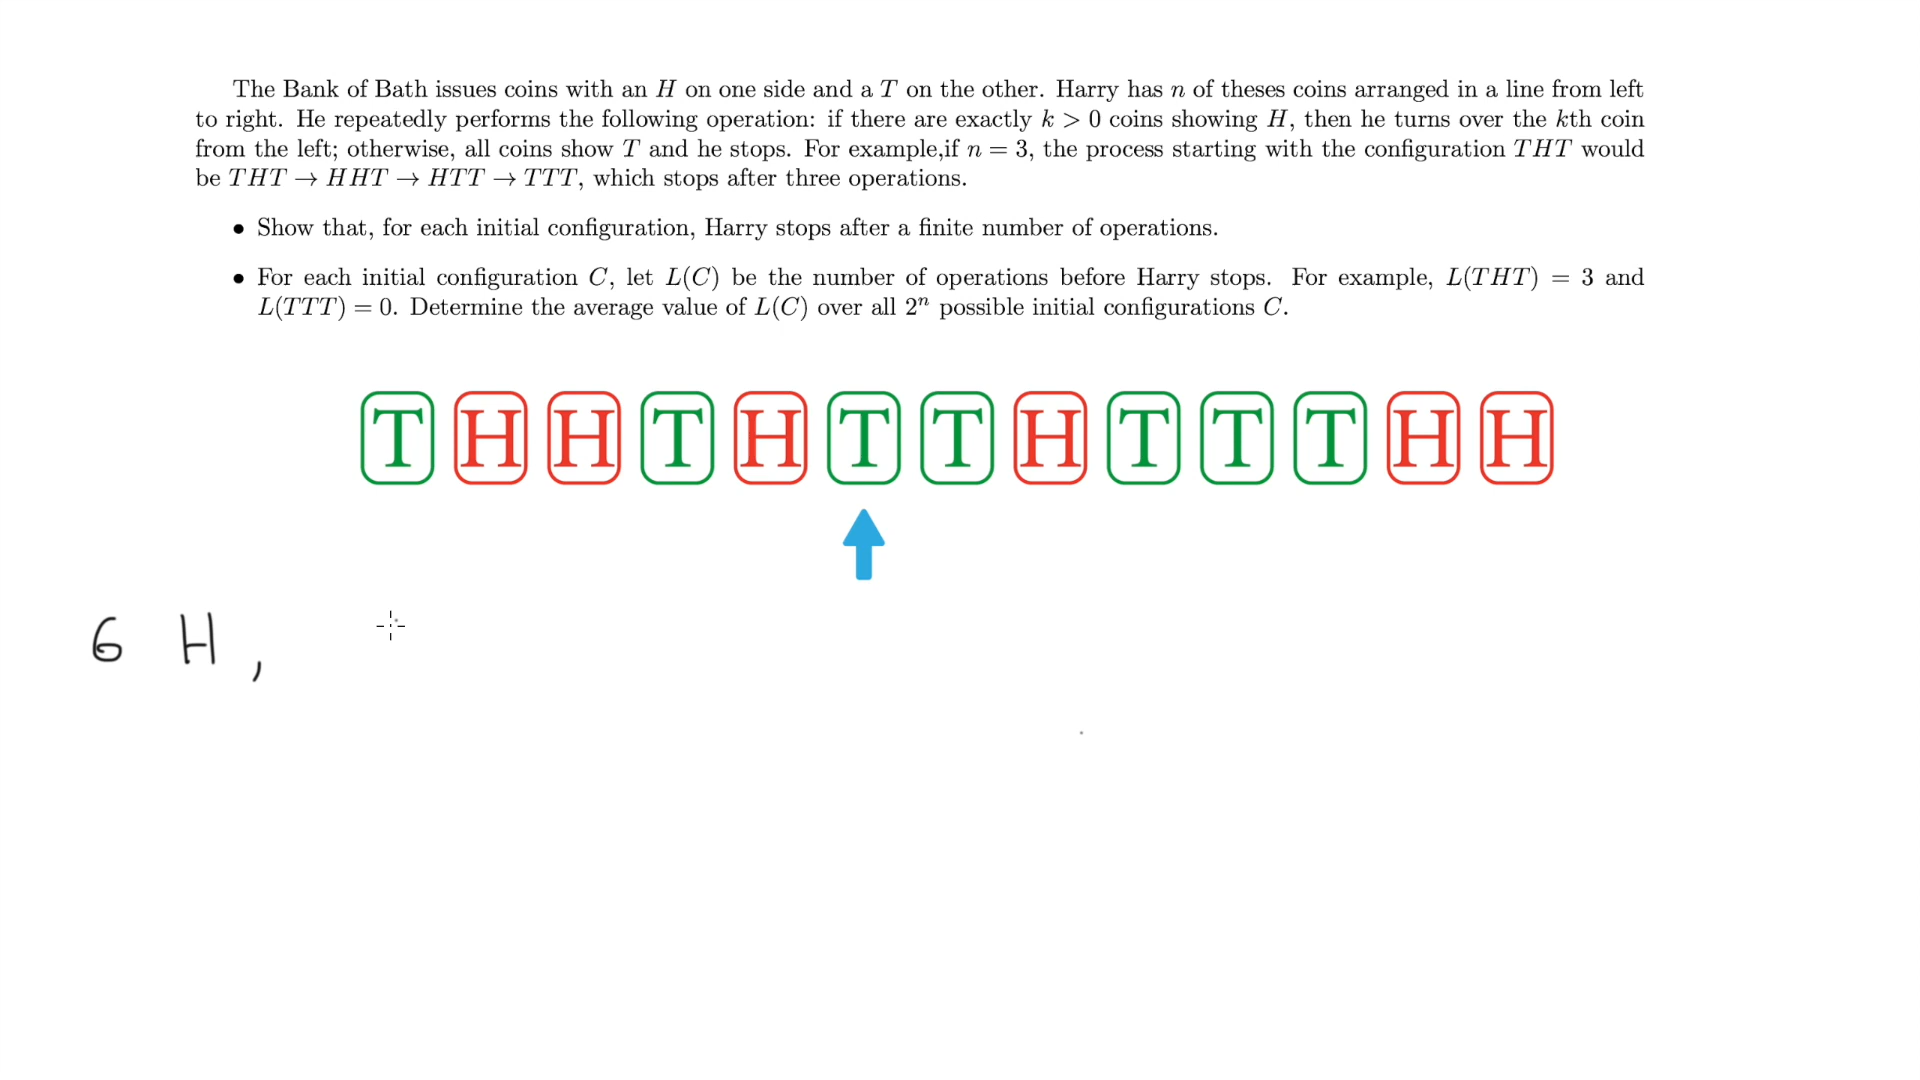 The Bank of Bath issues coins with an H on one side and a T on the other. Harry has n of theses coins arranged in a line from left
to right. He repeatedly performs the following operation: if there are exactly k > 0 coins showing H, then he turns over the kth coin
from the left; otherwise, all coins show T and he stops. For example,if n = 3, the process starting with the configuration THT would
be THT → HHT → HTT → TTT, which stops after three operations.
• Show that, for each initial configuration, Harry stops after a finite number of operations.
• For each initial configuration C, let L(C) be the number of operations before Harry stops. For example, L(THT) = 3 and
L(TTT) = 0. Determine the average value of L(C) over all 2ⁿ possible initial configurations C.
T H H T H T T H T T T H H
6 H ,